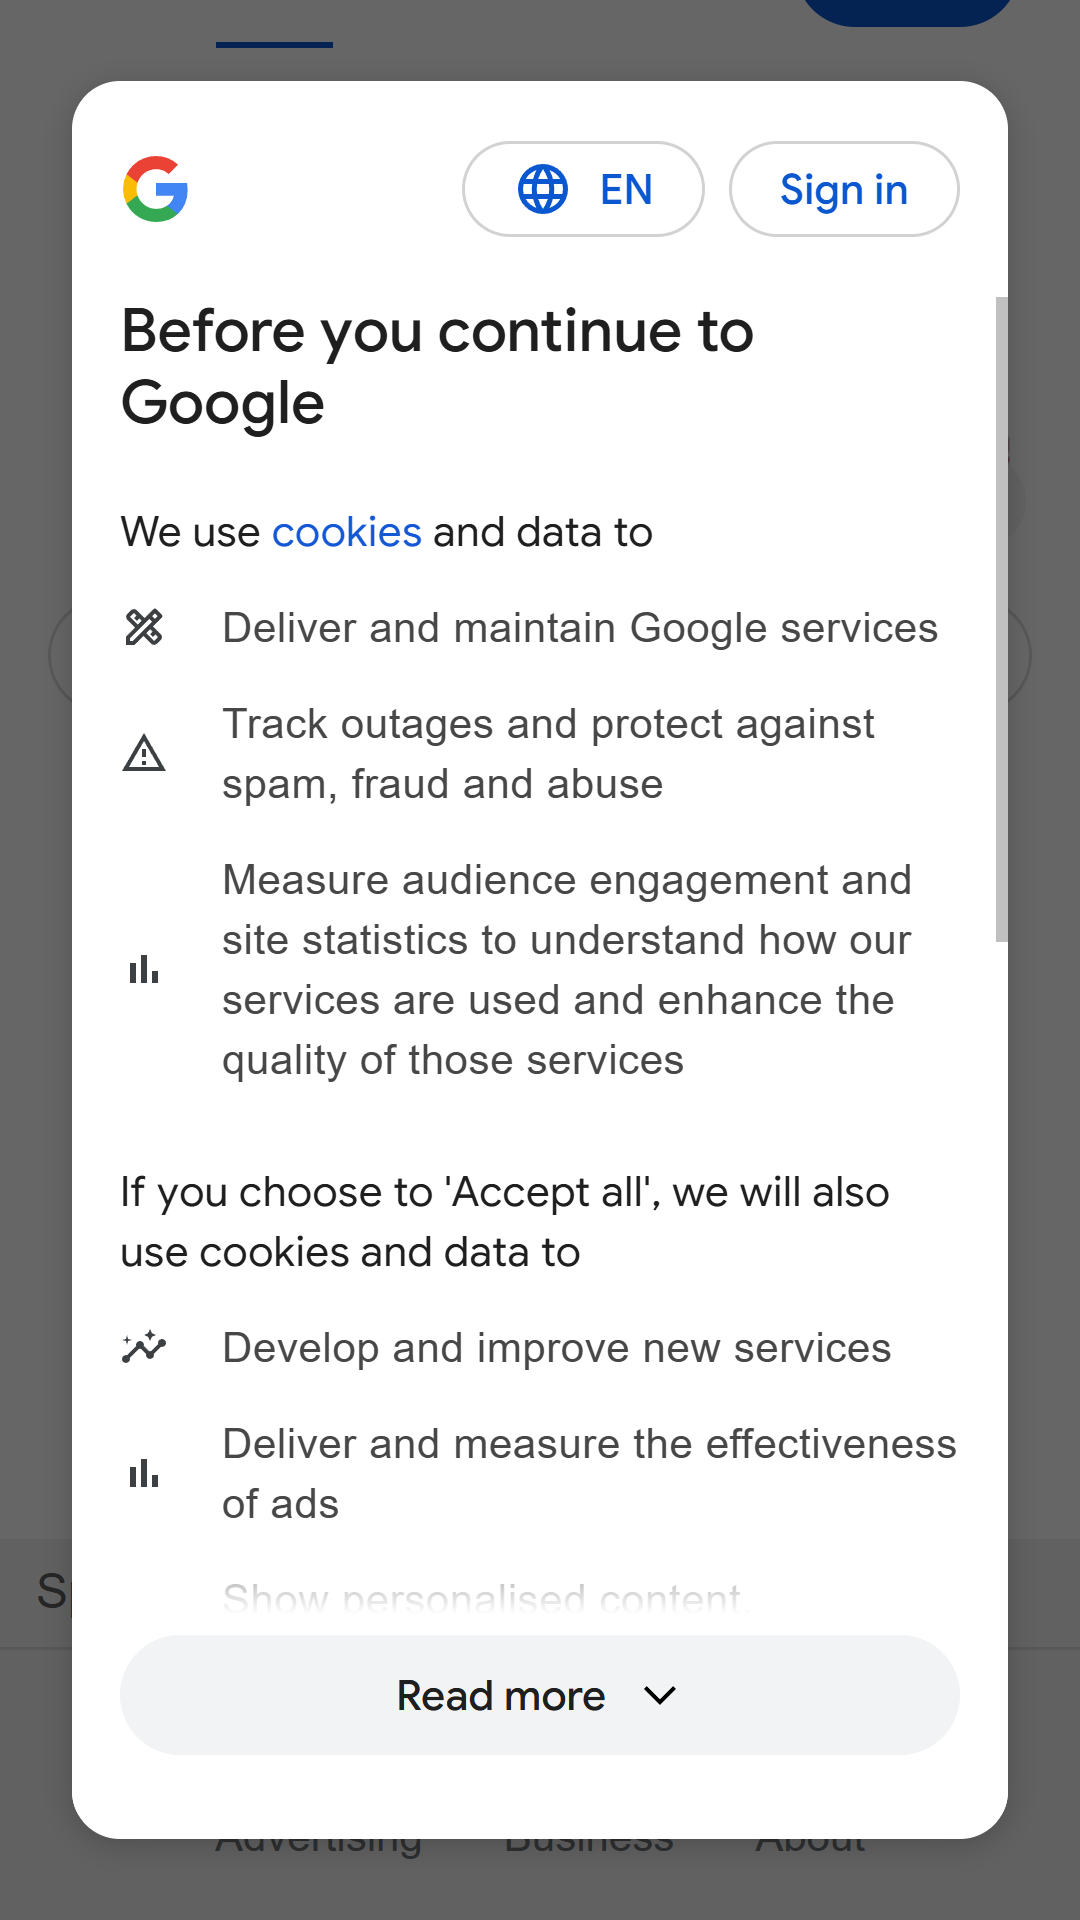 EN
Sign in
Before you continue to
Google
We use cookies and data to
Deliver and maintain Google services
Track outages and protect against
spam, fraud and abuse
Measure audience engagement and
site statistics to understand how our
services are used and enhance the
quality of those services
If you choose to 'Accept all', we will also
use cookies and data to
Develop and improve new services
Deliver and measure the effectiveness
of ads
Show personalised content,
Read more
Advertising Business About